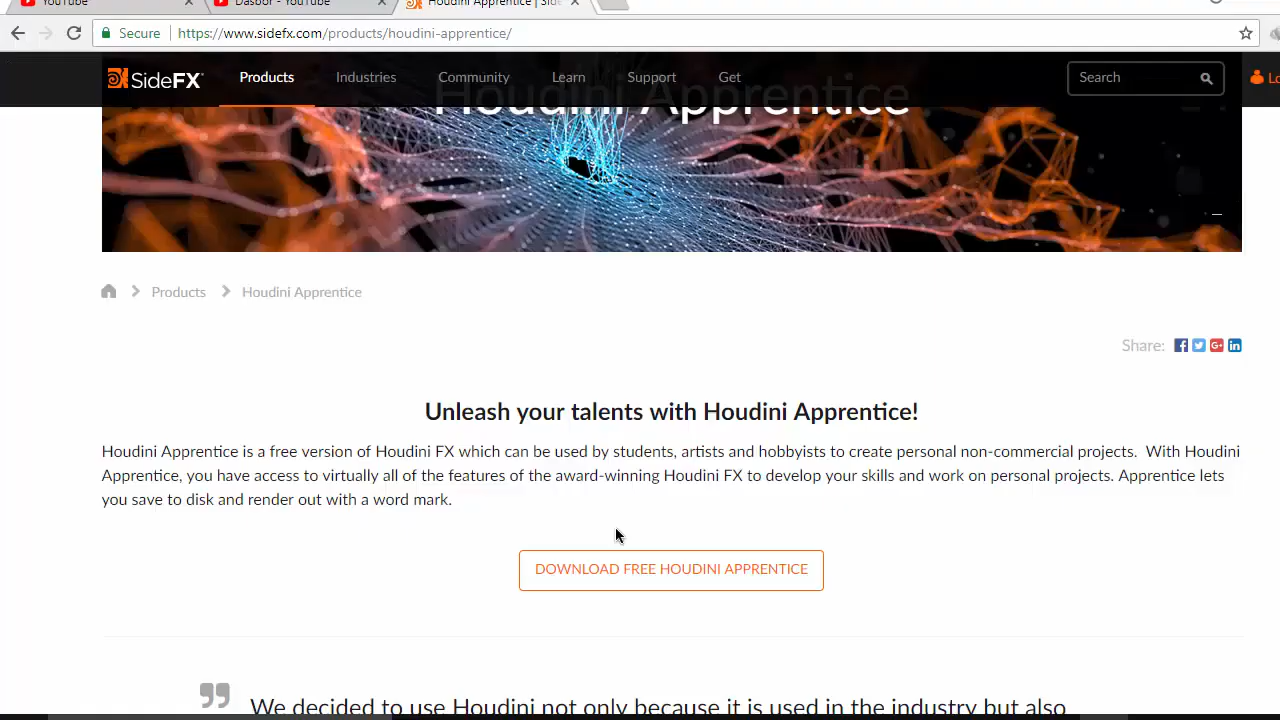 YouTube
Dasbor - YouTube
Houdini Apprentice | Side
Secure
https://www.sidefx.com/products/houdini-apprentice/
SideFX
Products
Industries
Community
Learn
Support
Get
Search
Houdini Apprentice
Products
Houdini Apprentice
Share:
Unleash your talents with Houdini Apprentice!
Houdini Apprentice is a free version of Houdini FX which can be used by students, artists and hobbyists to create personal non-commercial projects. With Houdini
Apprentice, you have access to virtually all of the features of the award-winning Houdini FX to develop your skills and work on personal projects. Apprentice lets
you save to disk and render out with a word mark.
DOWNLOAD FREE HOUDINI APPRENTICE
We decided to use Houdini not only because it is used in the industry but also